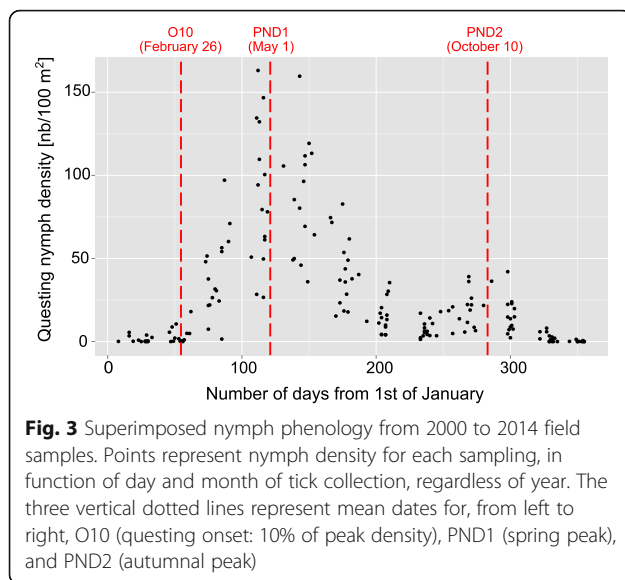 O10
(February 26)
PND1
(May 1)
PND2
(October 10)
Questing nymph density [nb/100 m²]
150
100
50
0
0
100
200
300
Number of days from 1st of January
Fig. 3 Superimposed nymph phenology from 2000 to 2014 field
samples. Points represent nymph density for each sampling, in
function of day and month of tick collection, regardless of year. The
three vertical dotted lines represent mean dates for, from left to
right, O10 (questing onset: 10% of peak density), PND1 (spring peak),
and PND2 (autumnal peak)